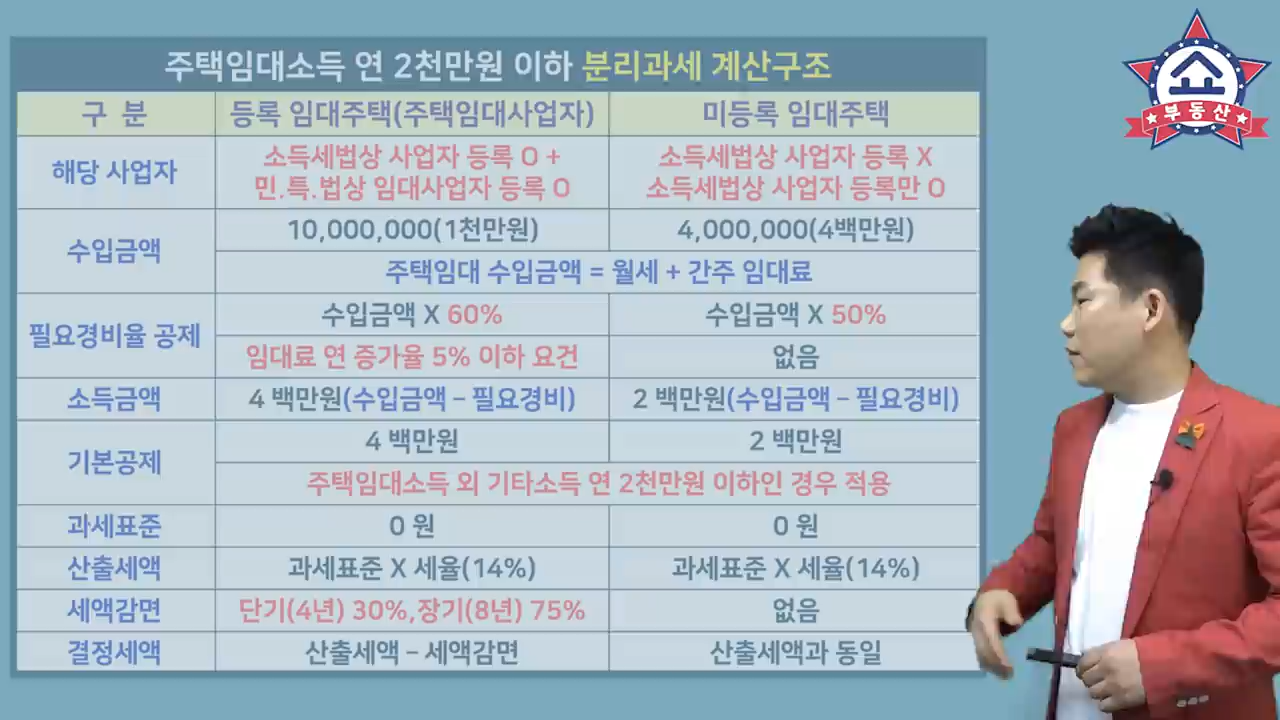 주택임대소득 연 2천만원 이하 분리과세 계산구조
구 분 등록 임대주택(주택임대사업자) 미등록 임대주택
해당 사업자
소득세법상 사업자 등록 O +
민.특.법상 임대사업자 등록 O
소득세법상 사업자 등록 X
소득세법상 사업자 등록만 O
수입금액
10,000,000(1천만원) 4,000,000(4백만원)
주택임대 수입금액 = 월세 + 간주 임대료
필요경비율 공제
수입금액 X 60% 수입금액 X 50%
임대료 연 증가율 5% 이하 요건 없음
소득금액 4 백만원(수입금액 – 필요경비) 2 백만원(수입금액 – 필요경비)
기본공제
4 백만원 2 백만원
주택임대소득 외 기타소득 연 2천만원 이하인 경우 적용
과세표준 0 원 0 원
산출세액 과세표준 X 세율(14%) 과세표준 X 세율(14%)
세액감면 단기(4년) 30%,장기(8년) 75% 없음
결정세액 산출세액 – 세액감면 산출세액과 동일
쇼
부동산